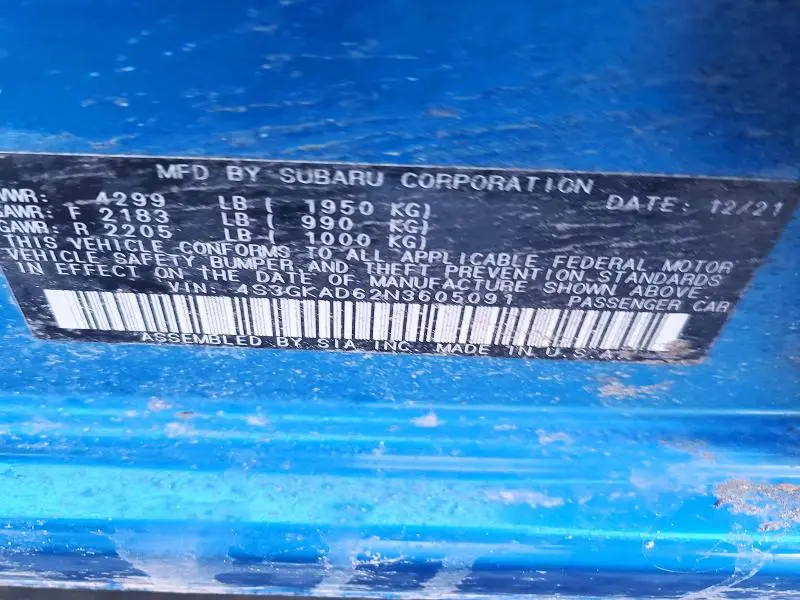 MFD BY SUBARU CORPORATION DATE: 12/21
VWR: 4299 LB ( 1950 KG)
GAWR: F 2183 LB ( 990 KG)
GAWR: R 2205 LB ( 1000 KG)
THIS VEHICLE CONFORMS TO ALL APPLICABLE FEDERAL MOTOR
VEHICLE SAFETY BUMPER, AND THEFT PREVENTION STANDARDS
IN EFFECT ON THE DATE OF MANUFACTURE SHOWN ABOVE
VIN: 4S3GKAD62N3605091 PASSENGER CAR
ASSEMBLED BY SIA, INC. MADE IN U.S.A.